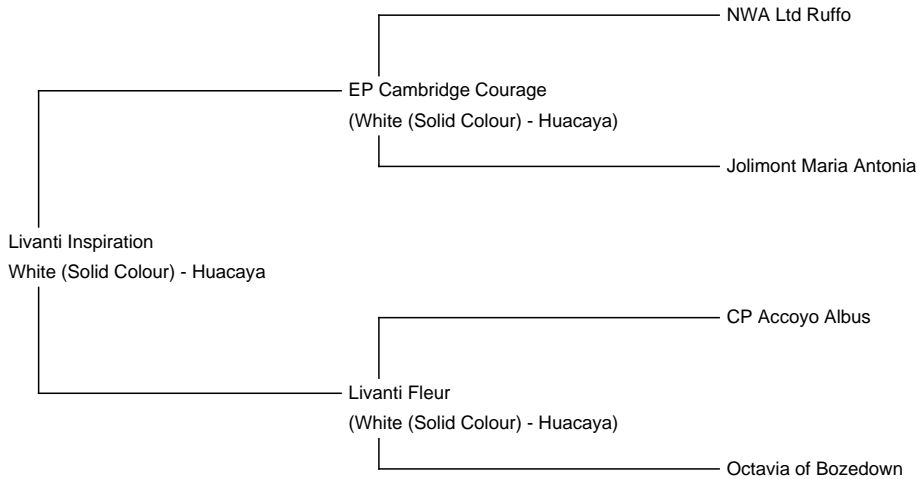 NWA Ltd Ruffo
EP Cambridge Courage
(White (Solid Colour) - Huacaya)
Jolimont Maria Antonia
Livanti Inspiration
White (Solid Colour) - Huacaya
CP Accoyo Albus
Livanti Fleur
(White (Solid Colour) - Huacaya)
Octavia of Bozedown